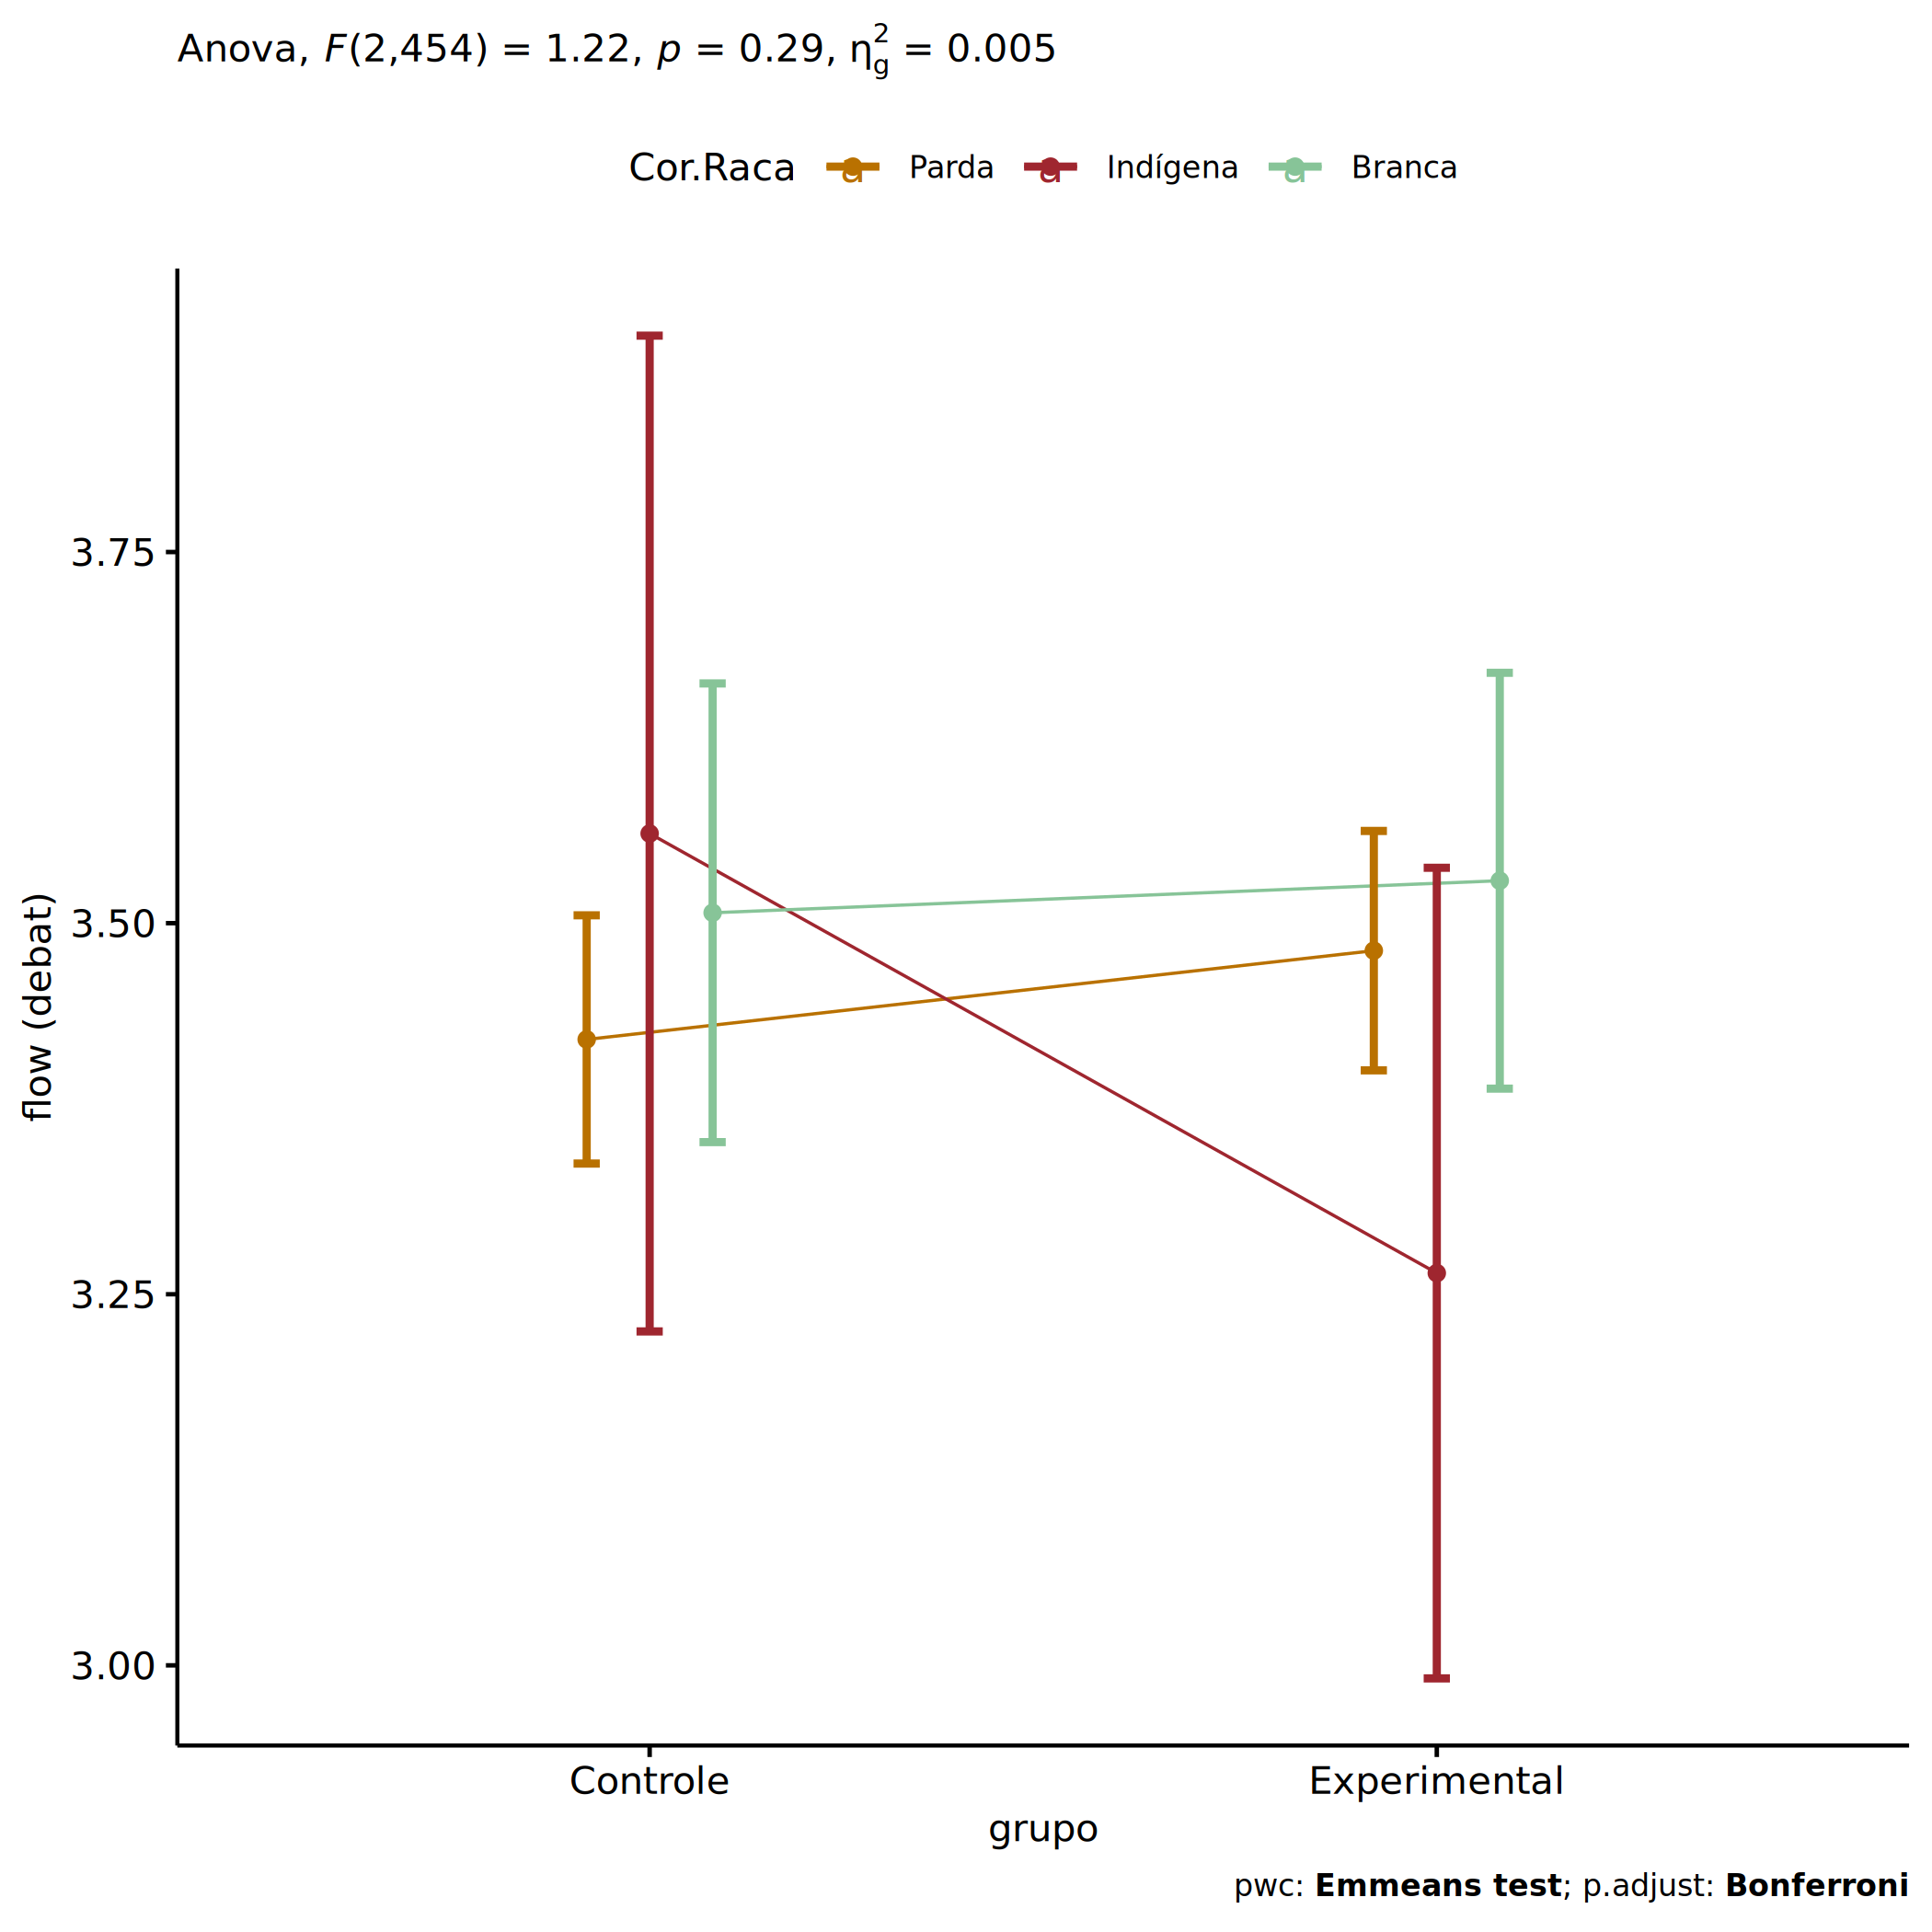 Anova, F(2,454) = 1.22, p = 0.29, η²g = 0.005
Cor.Raca a Parda a Indígena a Branca
3.75
3.50
3.25
3.00
flow (debat)
Controle Experimental
grupo
pwc: Emmeans test; p.adjust: Bonferroni